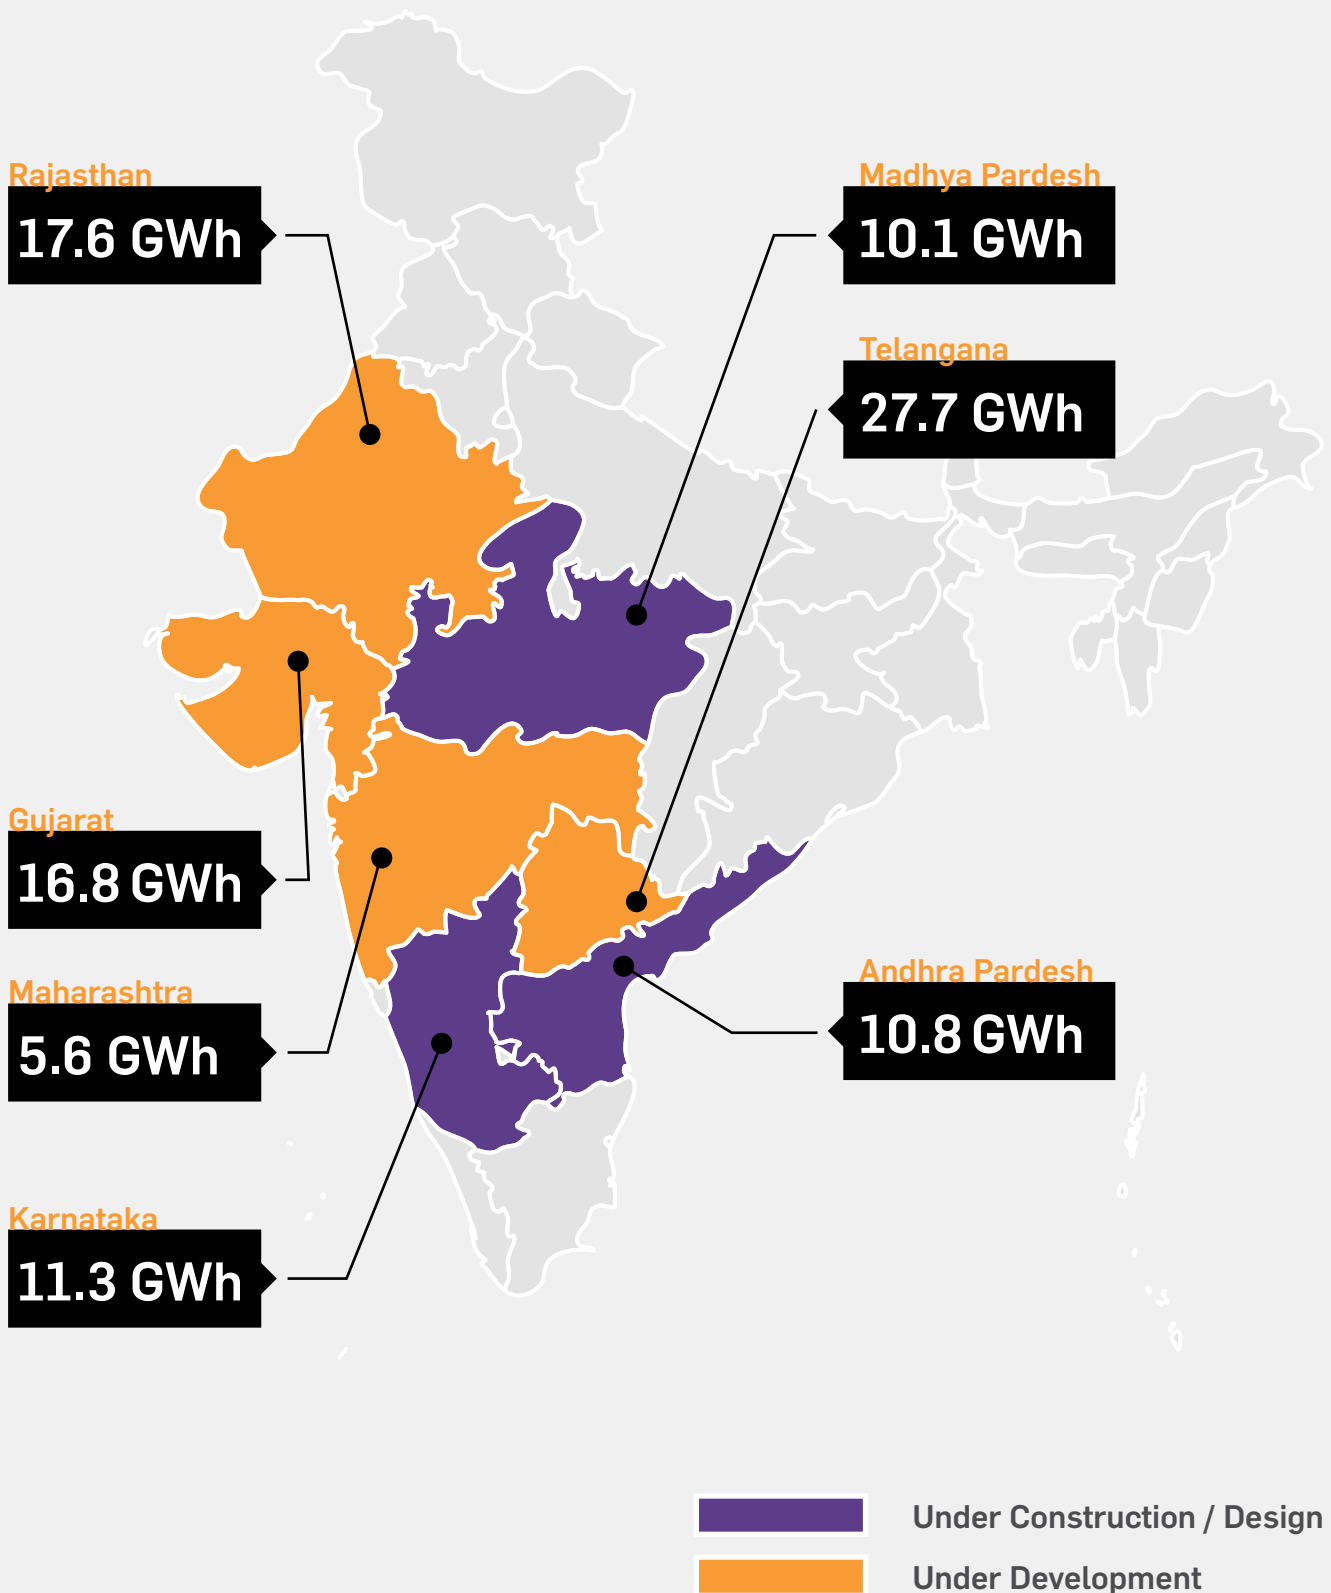 Rajasthan
17.6 GWh
Madhya Pardesh
10.1 GWh
Telangana
27.7 GWh
Gujarat
16.8 GWh
Maharashtra
5.6 GWh
Andhra Pardesh
10.8 GWh
Karnataka
11.3 GWh
Under Construction / Design
Under Development